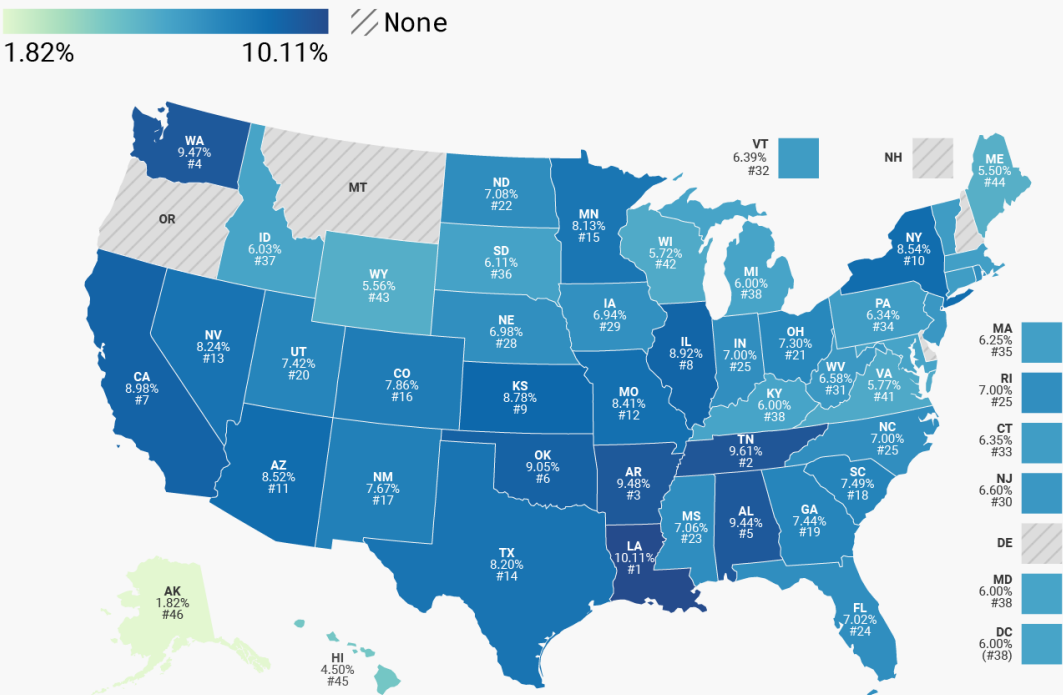 None
1.82%
10.11%
WA
9.47%
#4
OR
MT
ID
6.03%
#37
WY
5.56%
#43
ND
7.08%
#22
SD
6.11%
#36
NE
6.98%
#28
MN
8.13%
#15
IA
6.94%
#29
WI
5.72%
#42
MI
6.00%
#38
VT
6.39%
#32
NH
ME
5.50%
#44
NY
8.54%
#10
PA
6.34%
#34
CA
8.98%
#7
NV
8.24%
#13
UT
7.42%
#20
CO
7.86%
#16
KS
8.78%
#9
MO
8.41%
#12
IL
8.92%
#8
IN
7.00%
#25
OH
7.30%
#21
WV
6.58%
#31
VA
5.77%
#41
KY
6.00%
#38
NC
7.00%
#25
TN
9.61%
#2
SC
7.49%
#18
AZ
8.52%
#11
NM
7.67%
#17
OK
9.05%
#6
AR
9.48%
#3
MS
7.06%
#23
AL
9.44%
#5
GA
7.44%
#19
TX
8.20%
#14
LA
10.11%
#1
FL
7.02%
#24
AK
1.82%
#46
HI
4.50%
#45
MA
6.25%
#35
RI
7.00%
#25
CT
6.35%
#33
NJ
6.60%
#30
DE
MD
6.00%
#38
DC
6.00%
(#38)